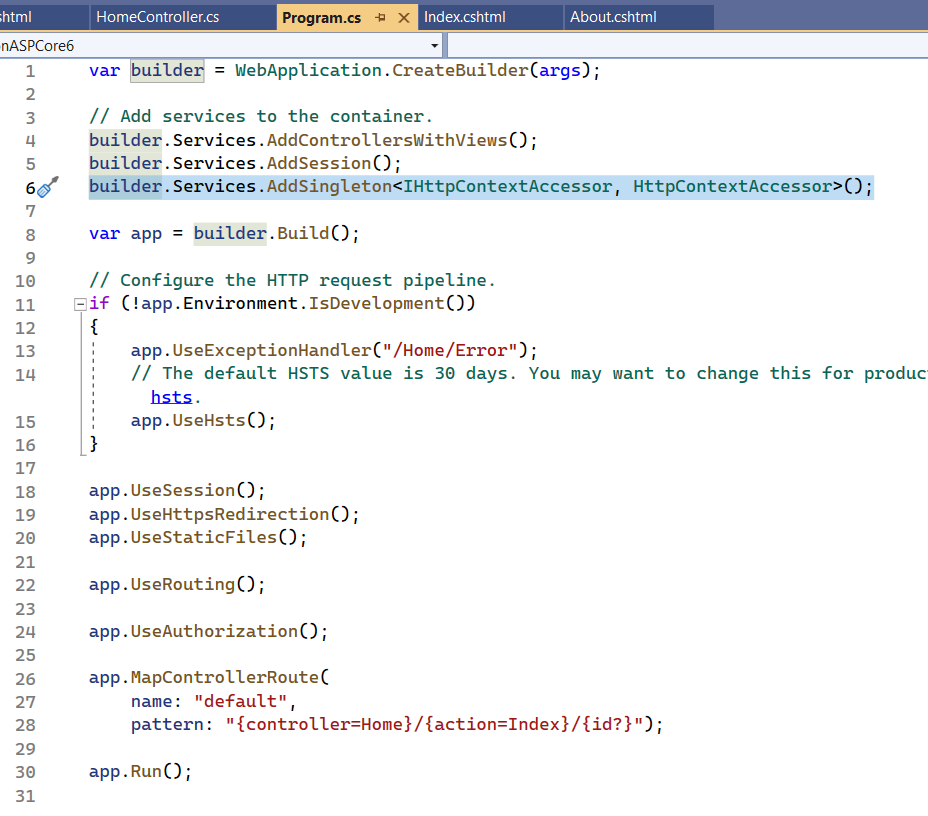 shtml HomeController.cs Program.cs Index.cshtml About.cshtml
nASPCore6
1 var builder = WebApplication.CreateBuilder(args);
2
3 // Add services to the container.
4 builder.Services.AddControllersWithViews();
5 builder.Services.AddSession();
6 builder.Services.AddSingleton<IHttpContextAccessor, HttpContextAccessor>();
7
8 var app = builder.Build();
9
10 // Configure the HTTP request pipeline.
11 if (!app.Environment.IsDevelopment())
12 {
13 app.UseExceptionHandler("/Home/Error");
14 // The default HSTS value is 30 days. You may want to change this for produc
hsts.
15 app.UseHsts();
16 }
17
18 app.UseSession();
19 app.UseHttpsRedirection();
20 app.UseStaticFiles();
21
22 app.UseRouting();
23
24 app.UseAuthorization();
25
26 app.MapControllerRoute(
27 name: "default",
28 pattern: "{controller=Home}/{action=Index}/{id?}");
29
30 app.Run();
31